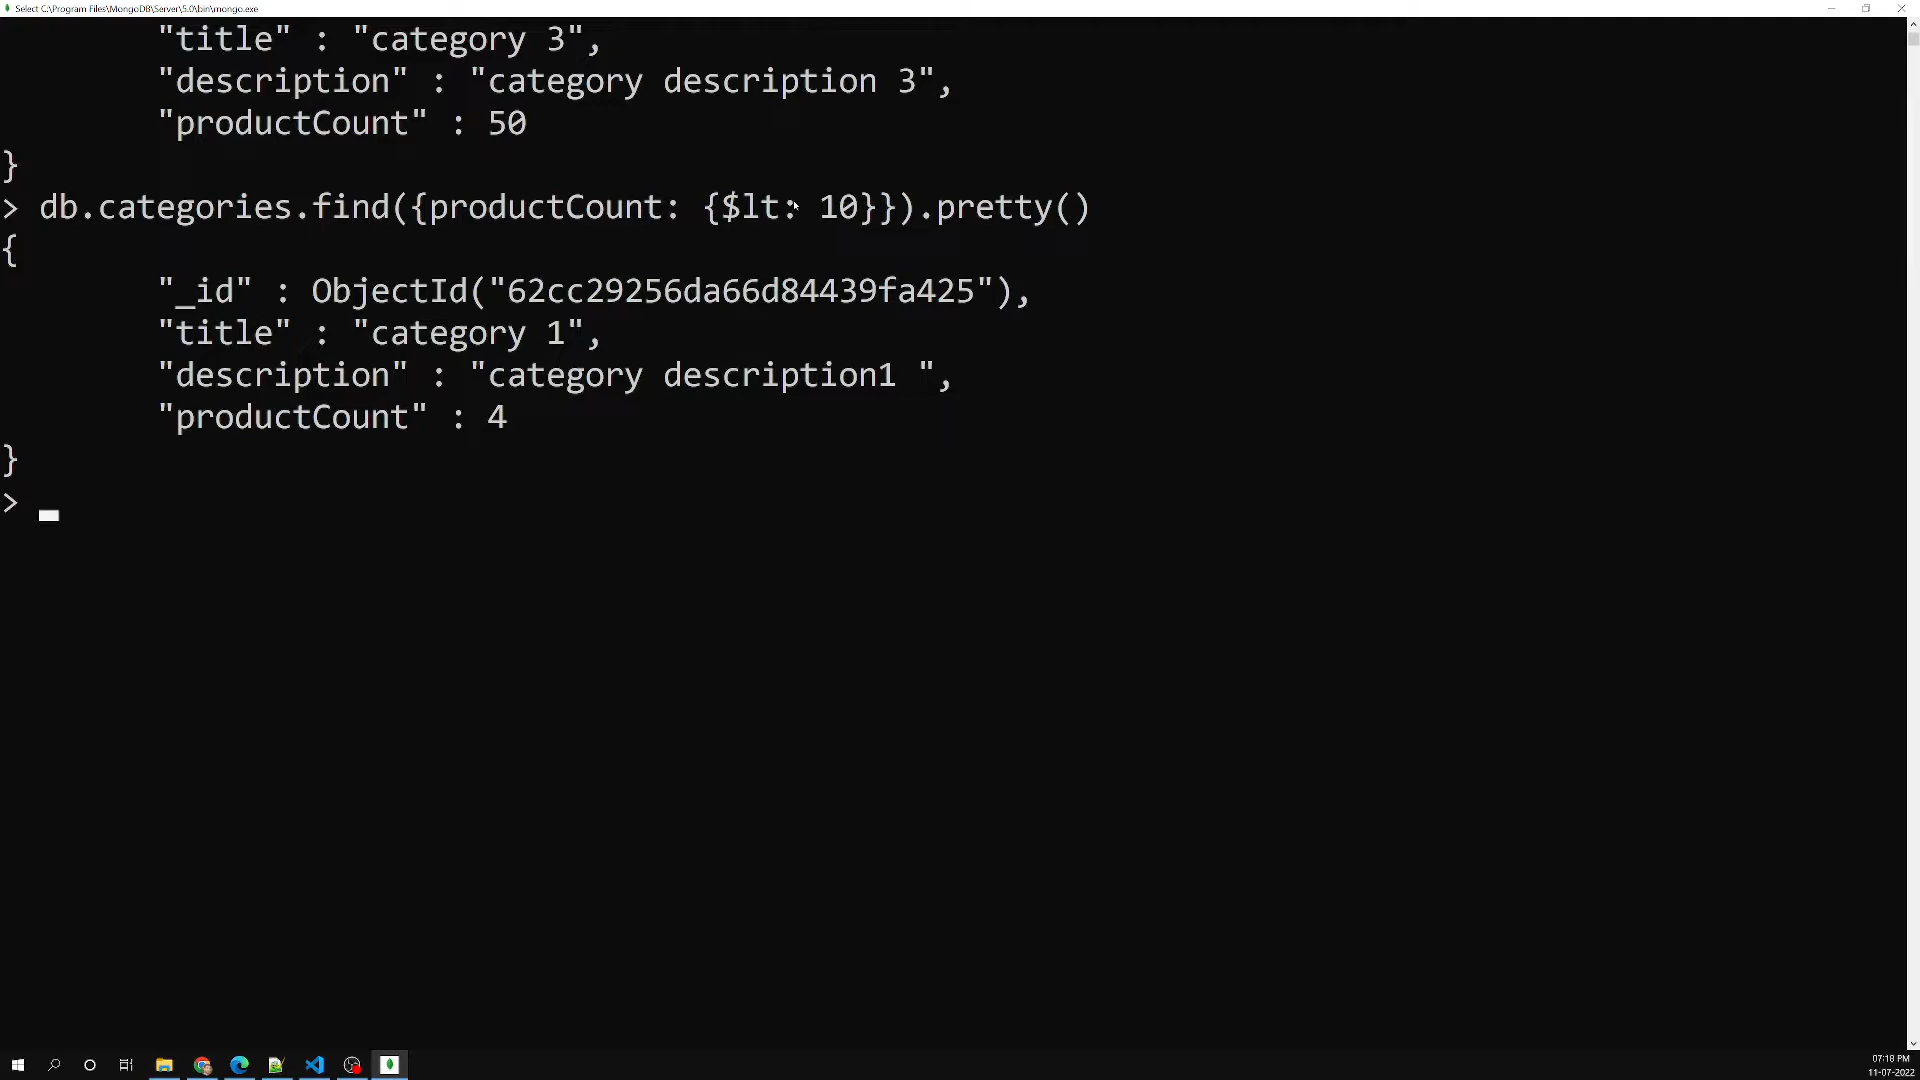 Select C:\Program Files\MongoDB\Server\5.0\bin\mongo.exe
"title" : "category 3",
"description" : "category description 3",
"productCount" : 50
}
> db.categories.find({productCount: {$lt: 10}}).pretty()
{
"_id" : ObjectId("62cc29256da66d84439fa425"),
"title" : "category 1",
"description" : "category description1 ",
"productCount" : 4
}
>
07:18 PM
11-07-2022